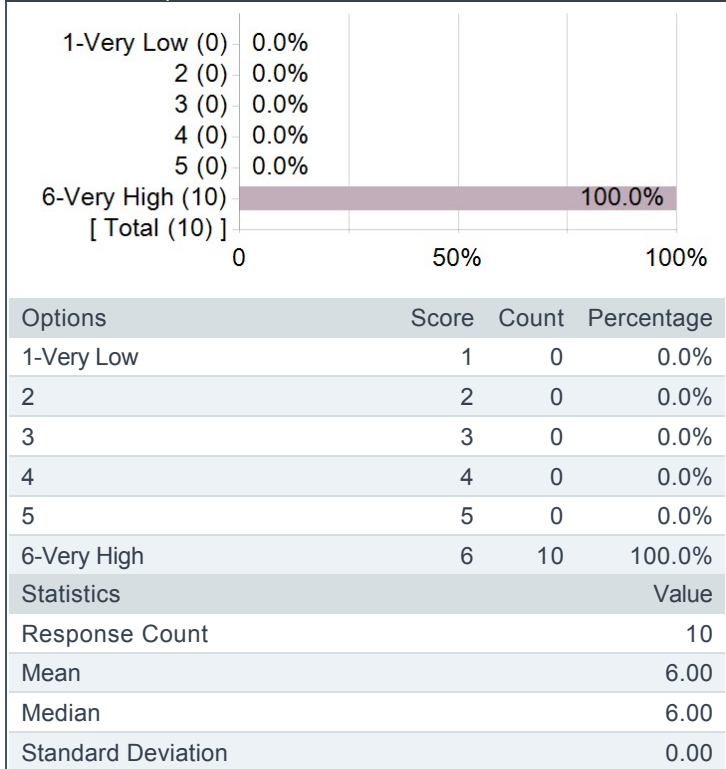 1-Very Low (0) 0.0%
2 (0) 0.0%
3 (0) 0.0%
4 (0) 0.0%
5 (0) 0.0%
6-Very High (10) 100.0%
[ Total (10) ]
0 50% 100%
Options Score Count Percentage
1-Very Low 1 0 0.0%
2 2 0 0.0%
3 3 0 0.0%
4 4 0 0.0%
5 5 0 0.0%
6-Very High 6 10 100.0%
Statistics Value
Response Count 10
Mean 6.00
Median 6.00
Standard Deviation 0.00